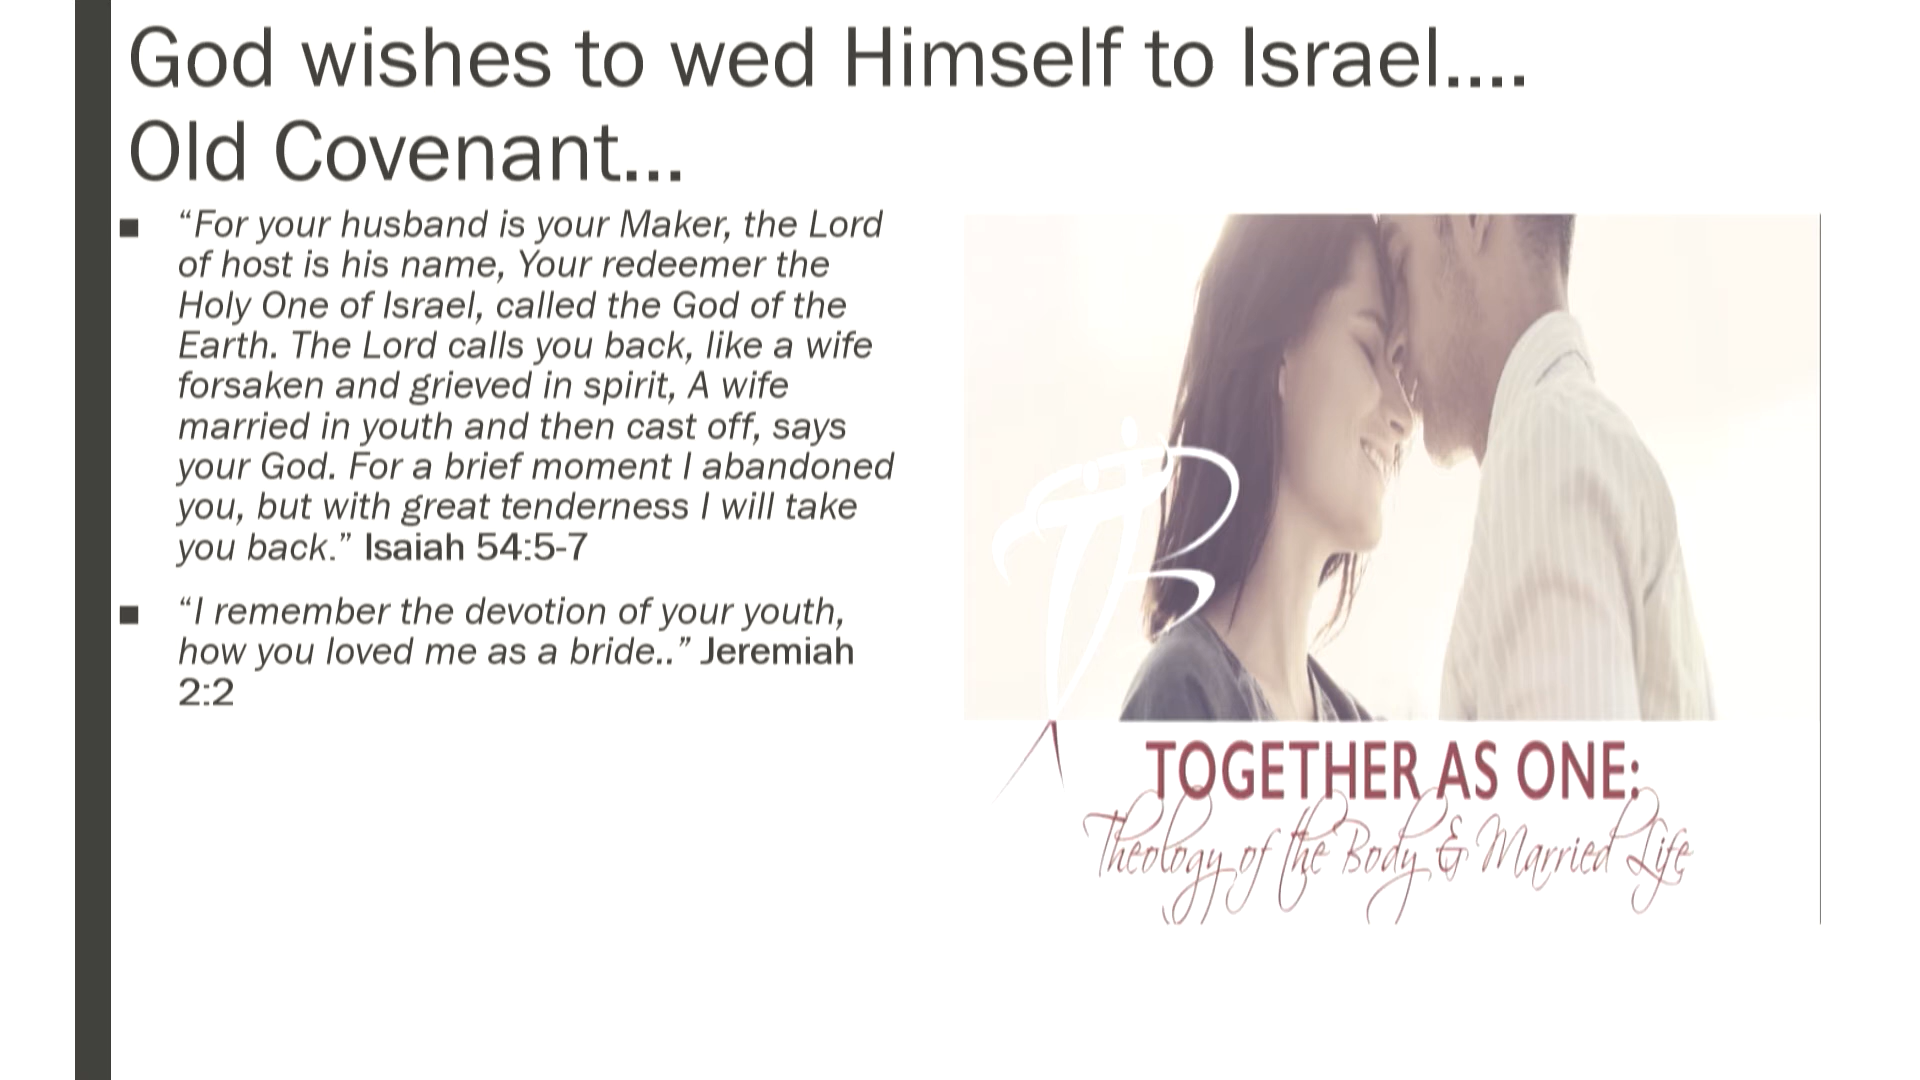 God wishes to wed Himself to Israel....
Old Covenant...
■ “For your husband is your Maker, the Lord
of host is his name, Your redeemer the
Holy One of Israel, called the God of the
Earth. The Lord calls you back, like a wife
forsaken and grieved in spirit, A wife
married in youth and then cast off, says
your God. For a brief moment I abandoned
you, but with great tenderness I will take
you back.” Isaiah 54:5-7
■ “I remember the devotion of your youth,
how you loved me as a bride..” Jeremiah
2:2
TOGETHER AS ONE:
Theology of the Body & Married Life